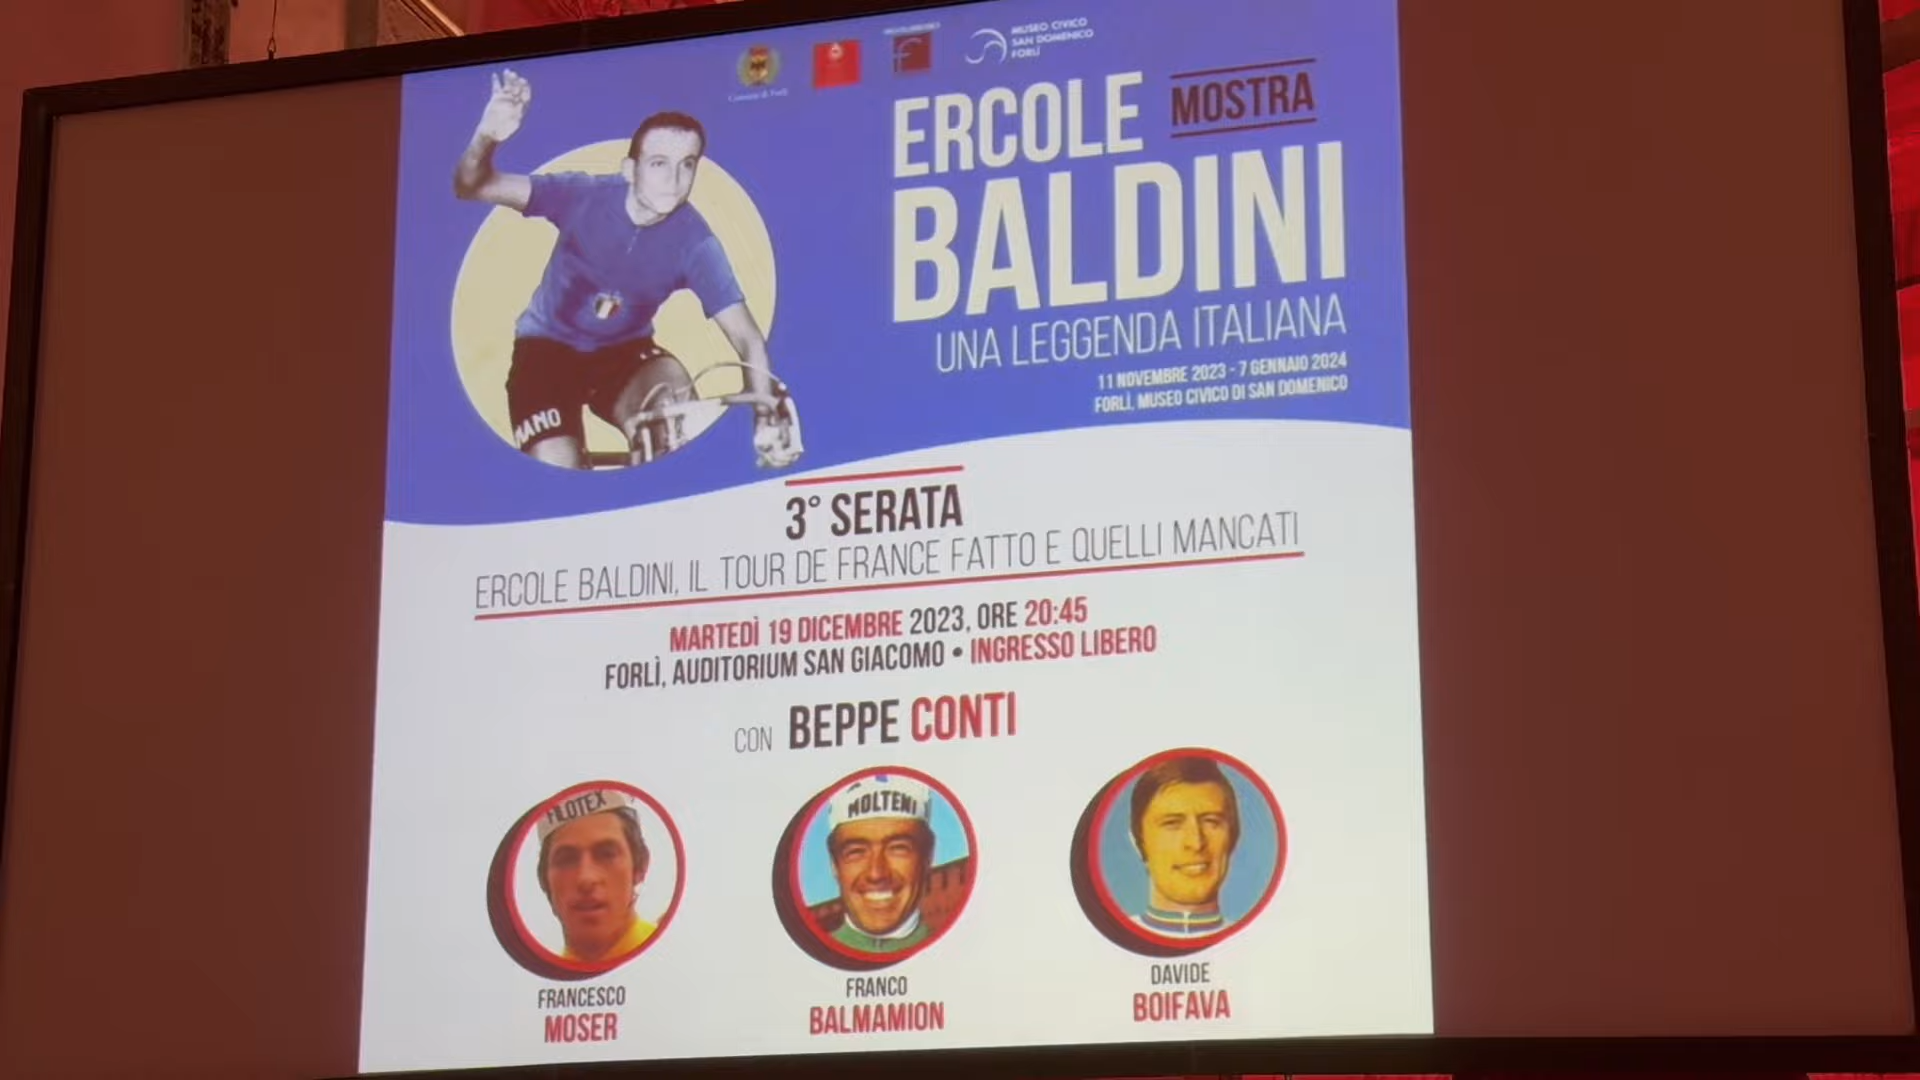 Comune di Forlì
MUSEO CIVICO
SAN DOMENICO
FORLÌ
ERCOLE
MOSTRA
BALDINI
UNA LEGGENDA ITALIANA
11 NOVEMBRE 2023 - 7 GENNAIO 2024
FORLÌ, MUSEO CIVICO DI SAN DOMENICO
3° SERATA
ERCOLE BALDINI, IL TOUR DE FRANCE FATTO E QUELLI MANCATI
MARTEDÌ 19 DICEMBRE 2023, ORE 20:45
FORLÌ, AUDITORIUM SAN GIACOMO • INGRESSO LIBERO
CON BEPPE CONTI
FILOTEX
MOLTENI
FRANCESCO
MOSER
FRANCO
BALMAMION
DAVIDE
BOIFAVA